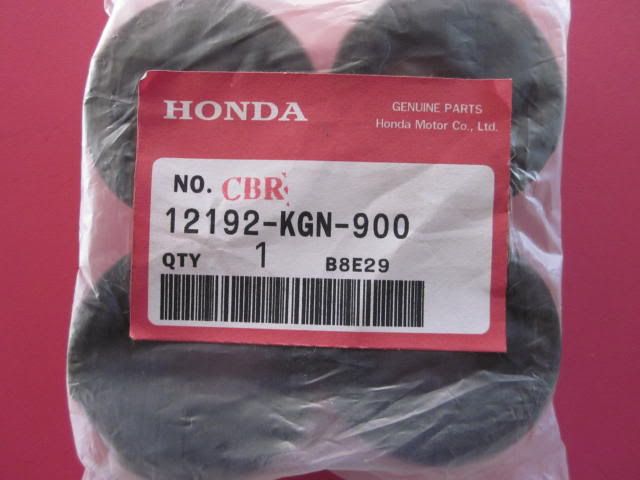 HONDA
GENUINE PARTS
Honda Motor Co., Ltd.
NO. CBR
12192-KGN-900
QTY 1 B8E29